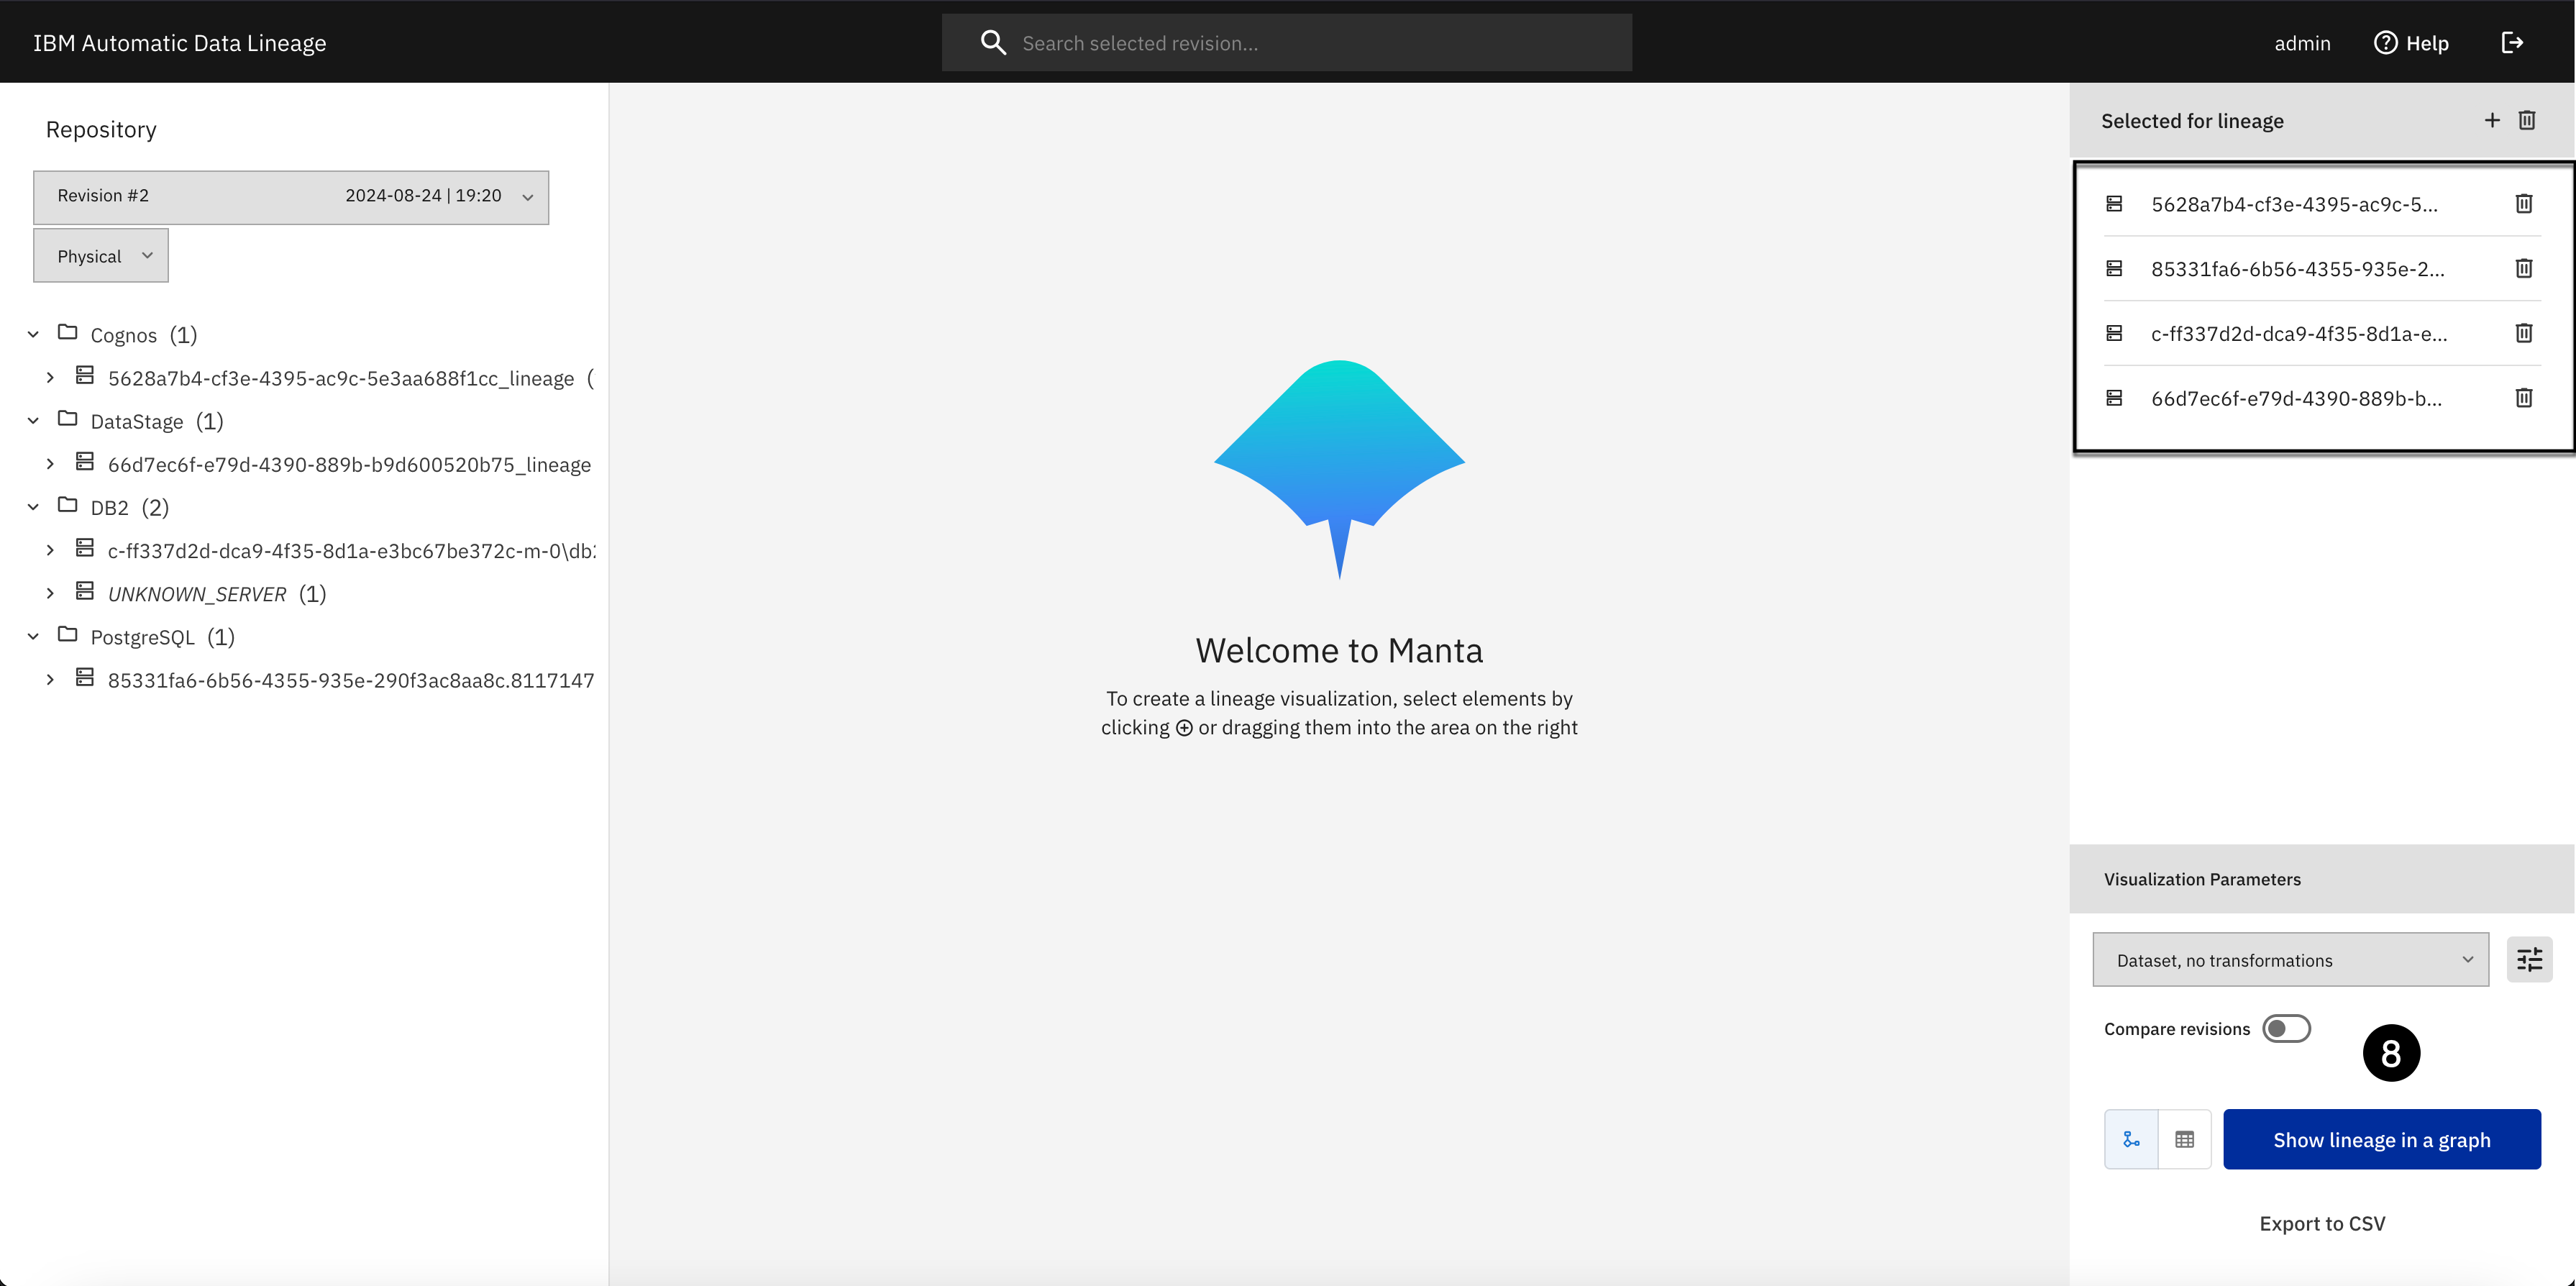 IBM Automatic Data Lineage
Search selected revision...
admin
Help
Repository
Revision #2 2024-08-24 | 19:20
Physical
Cognos (1)
5628a7b4-cf3e-4395-ac9c-5e3aa688f1cc_lineage (
DataStage (1)
66d7ec6f-e79d-4390-889b-b9d600520b75_lineage
DB2 (2)
c-ff337d2d-dca9-4f35-8d1a-e3bc67be372c-m-0\db2
UNKNOWN_SERVER (1)
PostgreSQL (1)
85331fa6-6b56-4355-935e-290f3ac8aa8c.8117147
Welcome to Manta
To create a lineage visualization, select elements by
clicking ⊕ or dragging them into the area on the right
Selected for lineage
5628a7b4-cf3e-4395-ac9c-5...
85331fa6-6b56-4355-935e-2...
c-ff337d2d-dca9-4f35-8d1a-e...
66d7ec6f-e79d-4390-889b-b...
Visualization Parameters
Dataset, no transformations
Compare revisions
8
Show lineage in a graph
Export to CSV